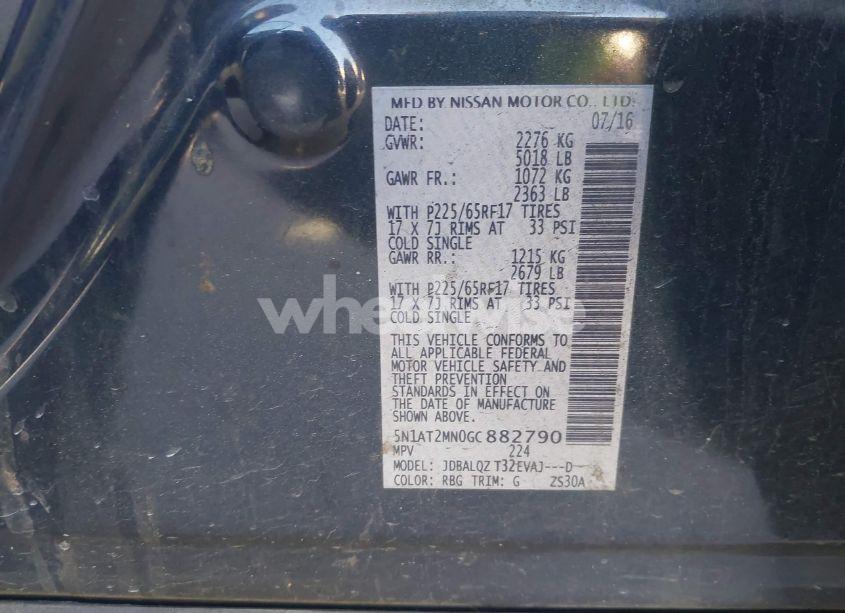 MFD BY NISSAN MOTOR CO., LTD.
DATE: 07/16
GVWR: 2276 KG
5018 LB
GAWR FR.: 1072 KG
2363 LB
WITH P225/65RF17 TIRES
17 X 7J RIMS AT 33 PSI
COLD SINGLE
GAWR RR.: 1215 KG
2679 LB
WITH P225/65RF17 TIRES
17 X 7J RIMS AT 33 PSI
COLD SINGLE
wheelwise
THIS VEHICLE CONFORMS TO
ALL APPLICABLE FEDERAL
MOTOR VEHICLE SAFETY AND
THEFT PREVENTION
STANDARDS IN EFFECT ON
THE DATE OF MANUFACTURE
SHOWN ABOVE.
5N1AT2MN0GC882790
MPV 224
MODEL: JDBALQZ T32EVAJ---D
COLOR: RBG TRIM: G ZS30A